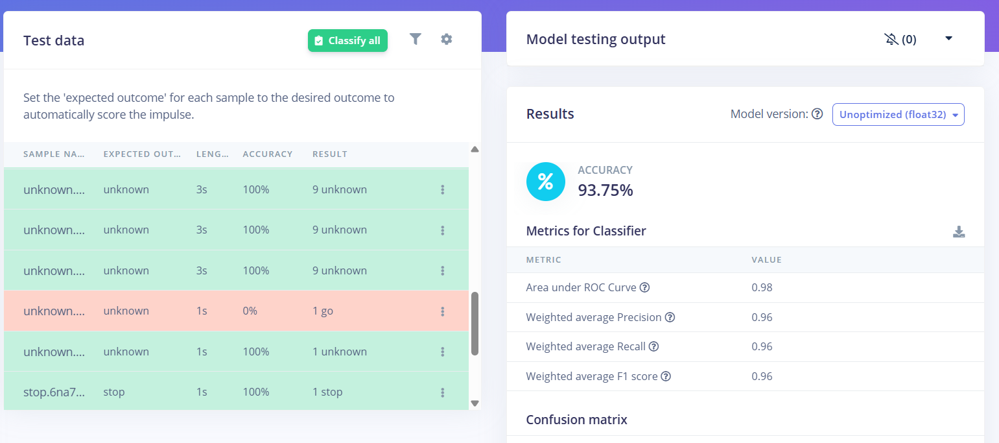 Test data
Classify all
Set the 'expected outcome' for each sample to the desired outcome to
automatically score the impulse.
SAMPLE NA... EXPECTED OUT... LENG... ACCURACY RESULT
unknown.... unknown 3s 100% 9 unknown
unknown.... unknown 3s 100% 9 unknown
unknown.... unknown 3s 100% 9 unknown
unknown.... unknown 1s 0% 1 go
unknown.... unknown 1s 100% 1 unknown
stop.6na7... stop 1s 100% 1 stop
Model testing output
(0)
Results
Model version: ? Unoptimized (float32)
%
ACCURACY
93.75%
Metrics for Classifier
METRIC VALUE
Area under ROC Curve ? 0.98
Weighted average Precision ? 0.96
Weighted average Recall ? 0.96
Weighted average F1 score ? 0.96
Confusion matrix